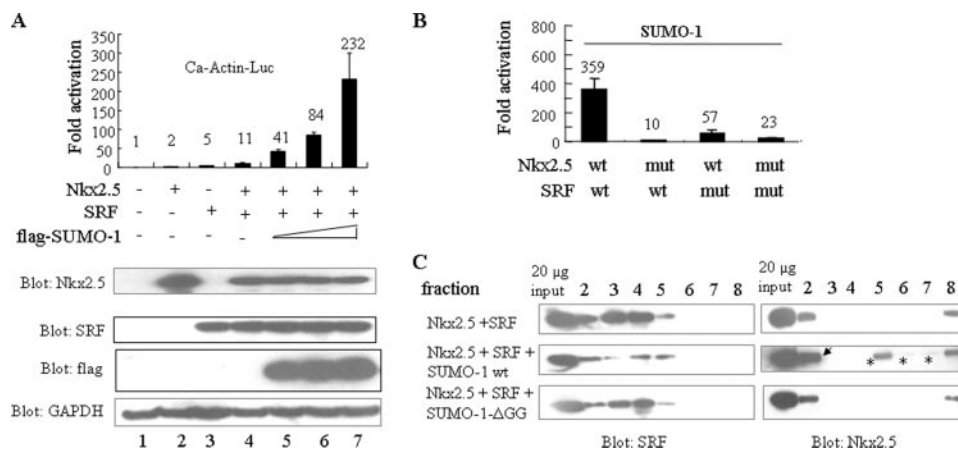 A
Fold activation
350
300
250
200
150
100
50
0
Ca-Actin-Luc
1 2 5 11 41 84 232
Nkx2.5 - + - + + + +
SRF - - + + + + +
flag-SUMO-1 - - - -
Blot: Nkx2.5
Blot: SRF
Blot: flag
Blot: GAPDH
1 2 3 4 5 6 7
B
SUMO-1
Fold activation
800
600
400
200
0
359 10 57 23
Nkx2.5 wt mut wt mut
SRF wt wt mut mut
C
fraction
20 µg
input 2 3 4 5 6 7 8
20 µg
input 2 3 4 5 6 7 8
Nkx2.5 +SRF
Nkx2.5 + SRF +
SUMO-1 wt
* * *
Nkx2.5 + SRF +
SUMO-1-ΔGG
Blot: SRF
Blot: Nkx2.5